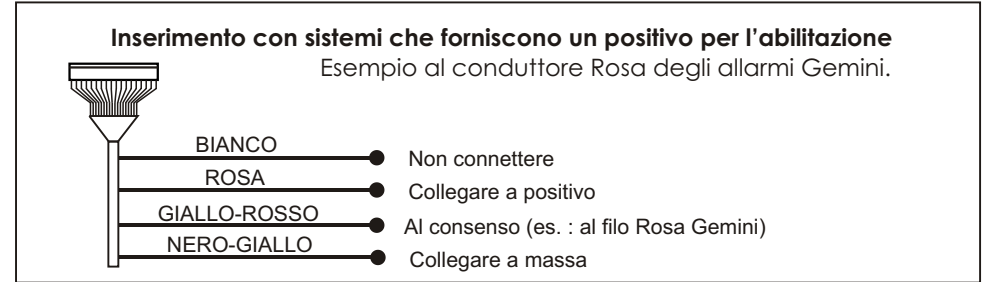 Inserimento con sistemi che forniscono un positivo per l'abilitazione
Esempio al conduttore Rosa degli allarmi Gemini.
BIANCO Non connettere
ROSA Collegare a positivo
GIALLO-ROSSO Al consenso (es. : al filo Rosa Gemini)
NERO-GIALLO Collegare a massa